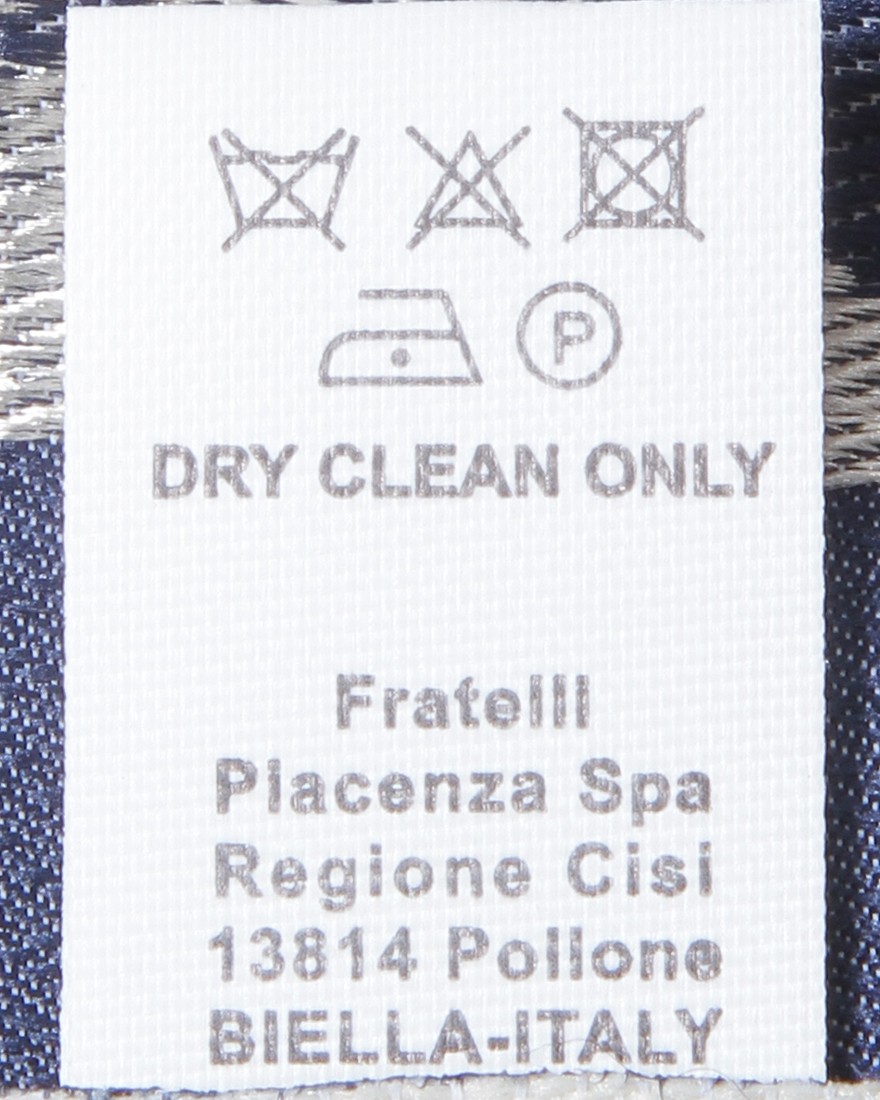 P
DRY CLEAN ONLY
Fratelli
Piacenza Spa
Regione Cisi
13814 Pollone
BIELLA-ITALY